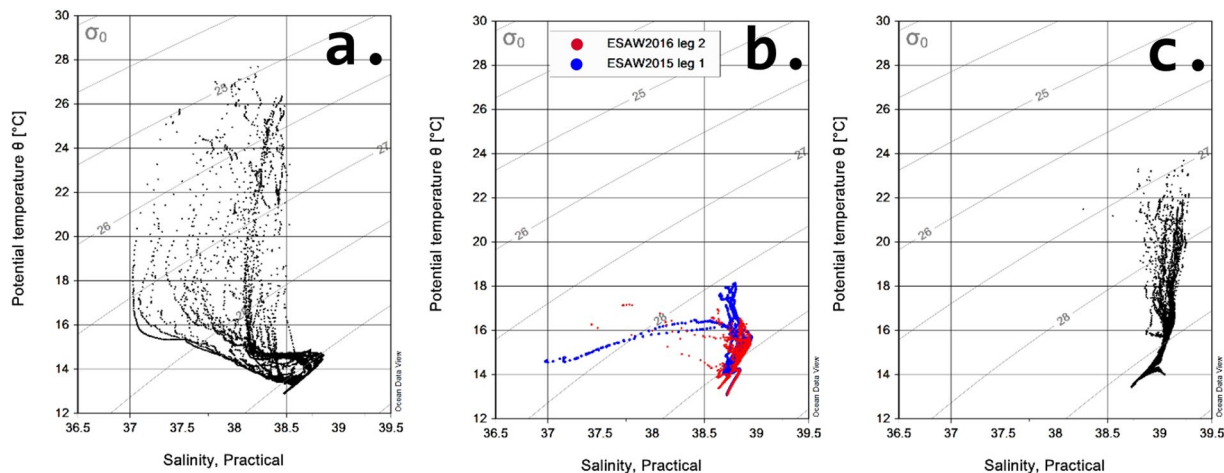 a.
σ0
30
28
26
24
22
20
18
16
14
12
Potential temperature θ [°C]
23
27
26
28
36.5 37 37.5 38 38.5 39 39.5
Salinity, Practical
Ocean Data View
b.
σ0
ESAW2016 leg 2
ESAW2015 leg 1
30
28
26
24
22
20
18
16
14
12
Potential temperature θ [°C]
25
27
26
28
36.5 37 37.5 38 38.5 39 39.5
Salinity, Practical
Ocean Data View
c.
σ0
30
28
26
24
22
20
18
16
14
12
Potential temperature θ [°C]
25
27
26
28
36.5 37 37.5 38 38.5 39 39.5
Salinity, Practical
Ocean Data View